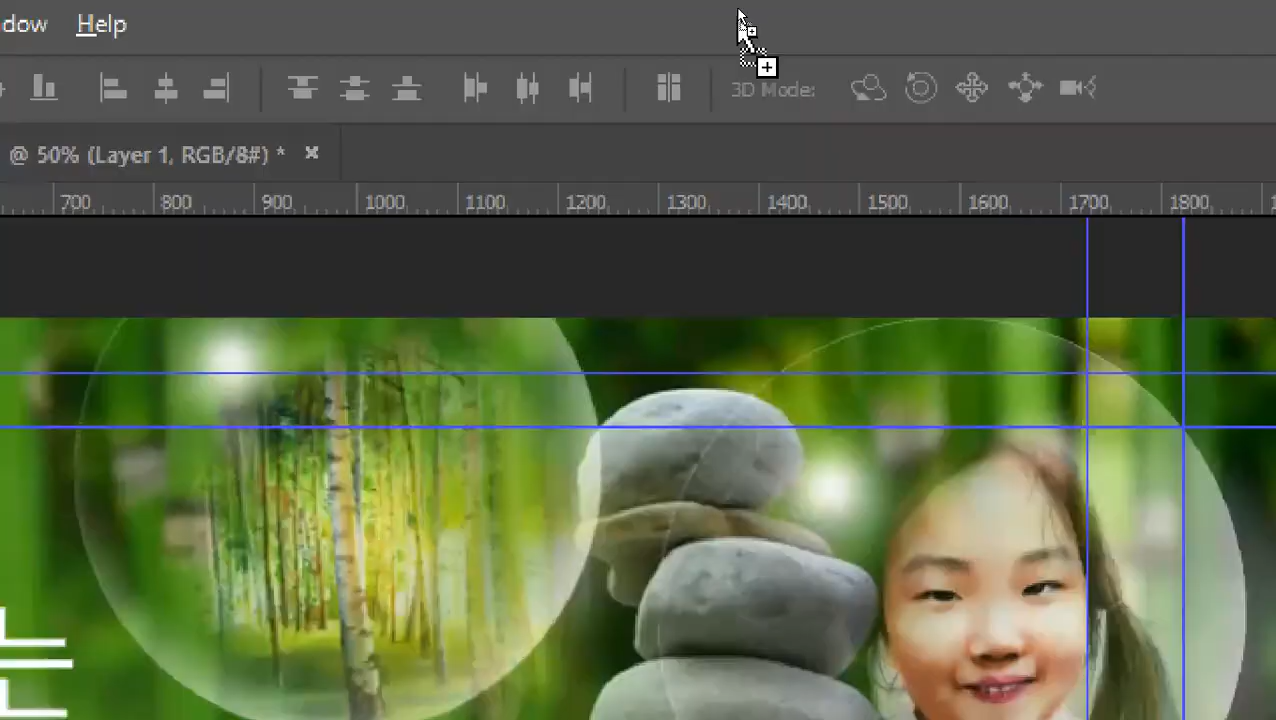 dow Help
3D Mode:
@ 50% (Layer 1, RGB/8#) * ×
700 800 900 1000 1100 1200 1300 1400 1500 1600 1700 1800